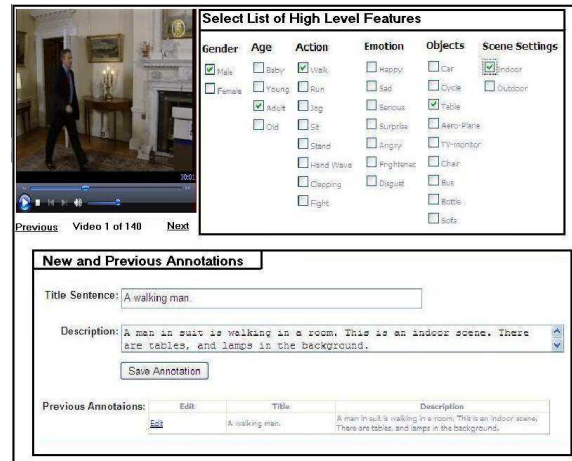 Select List of High Level Features
Gender Age Action Emotion Objects Scene Settings
Male Baby Walk Happy Car Indoor
Female Young Run Sad Cycle Outdoor
Adult Jog Serious Table
Old Sit Surprise Aero-Plane
Stand Angry TV-monitor
Hand Wave Frightened Chair
Clapping Disgust Bus
Fight Bottle
Sofa
00:01
Previous Video 1 of 140 Next
New and Previous Annotations
Title Sentence: A walking man.
Description: A man in suit is walking in a room. This is an indoor scene. There
are tables, and lamps in the background.
Save Annotation
Previous Annotaions: Edit Title Description
Edit A walking man. A man in suit is walking in a room. This is an indoor scene.
There are tables, and lamps in the background.